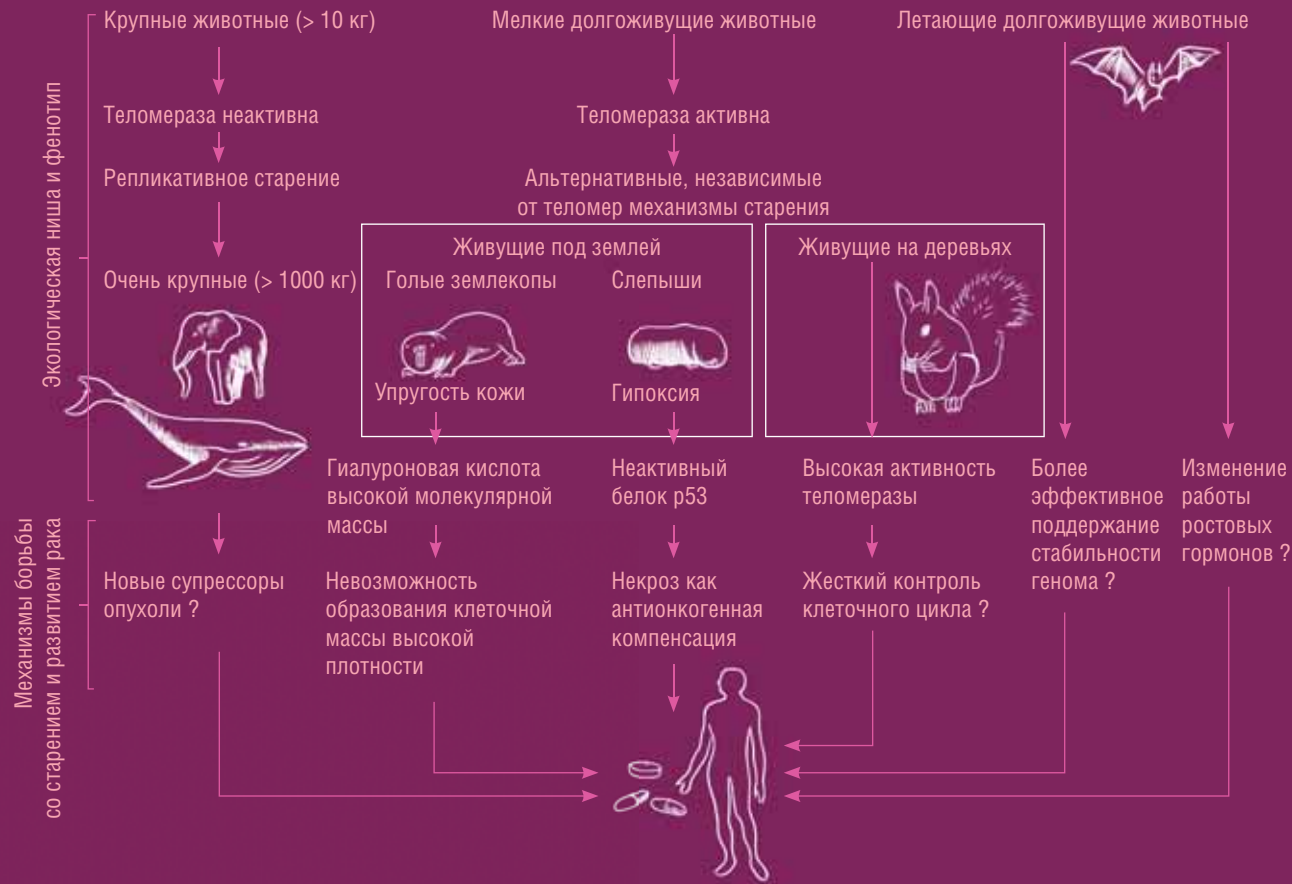 Крупные животные (> 10 кг)
Мелкие долгоживущие животные
Летающие долгоживущие животные
Экологическая ниша и фенотип
Теломераза неактивна
Теломераза активна
Репликативное старение
Альтернативные, независимые
от теломер механизмы старения
Живущие под землей
Живущие на деревьях
Очень крупные (> 1000 кг)
Голые землекопы
Слепыши
Упругость кожи
Гипоксия
Гиалуроновая кислота
высокой молекулярной
массы
Неактивный
белок p53
Высокая активность
теломеразы
Более
эффективное
поддержание
стабильности
генома ?
Изменение
работы
ростовых
гормонов ?
Механизмы борьбы
со старением и развитием рака
Новые супрессоры
опухоли ?
Невозможность
образования клеточной
массы высокой
плотности
Некроз как
антионкогенная
компенсация
Жесткий контроль
клеточного цикла ?